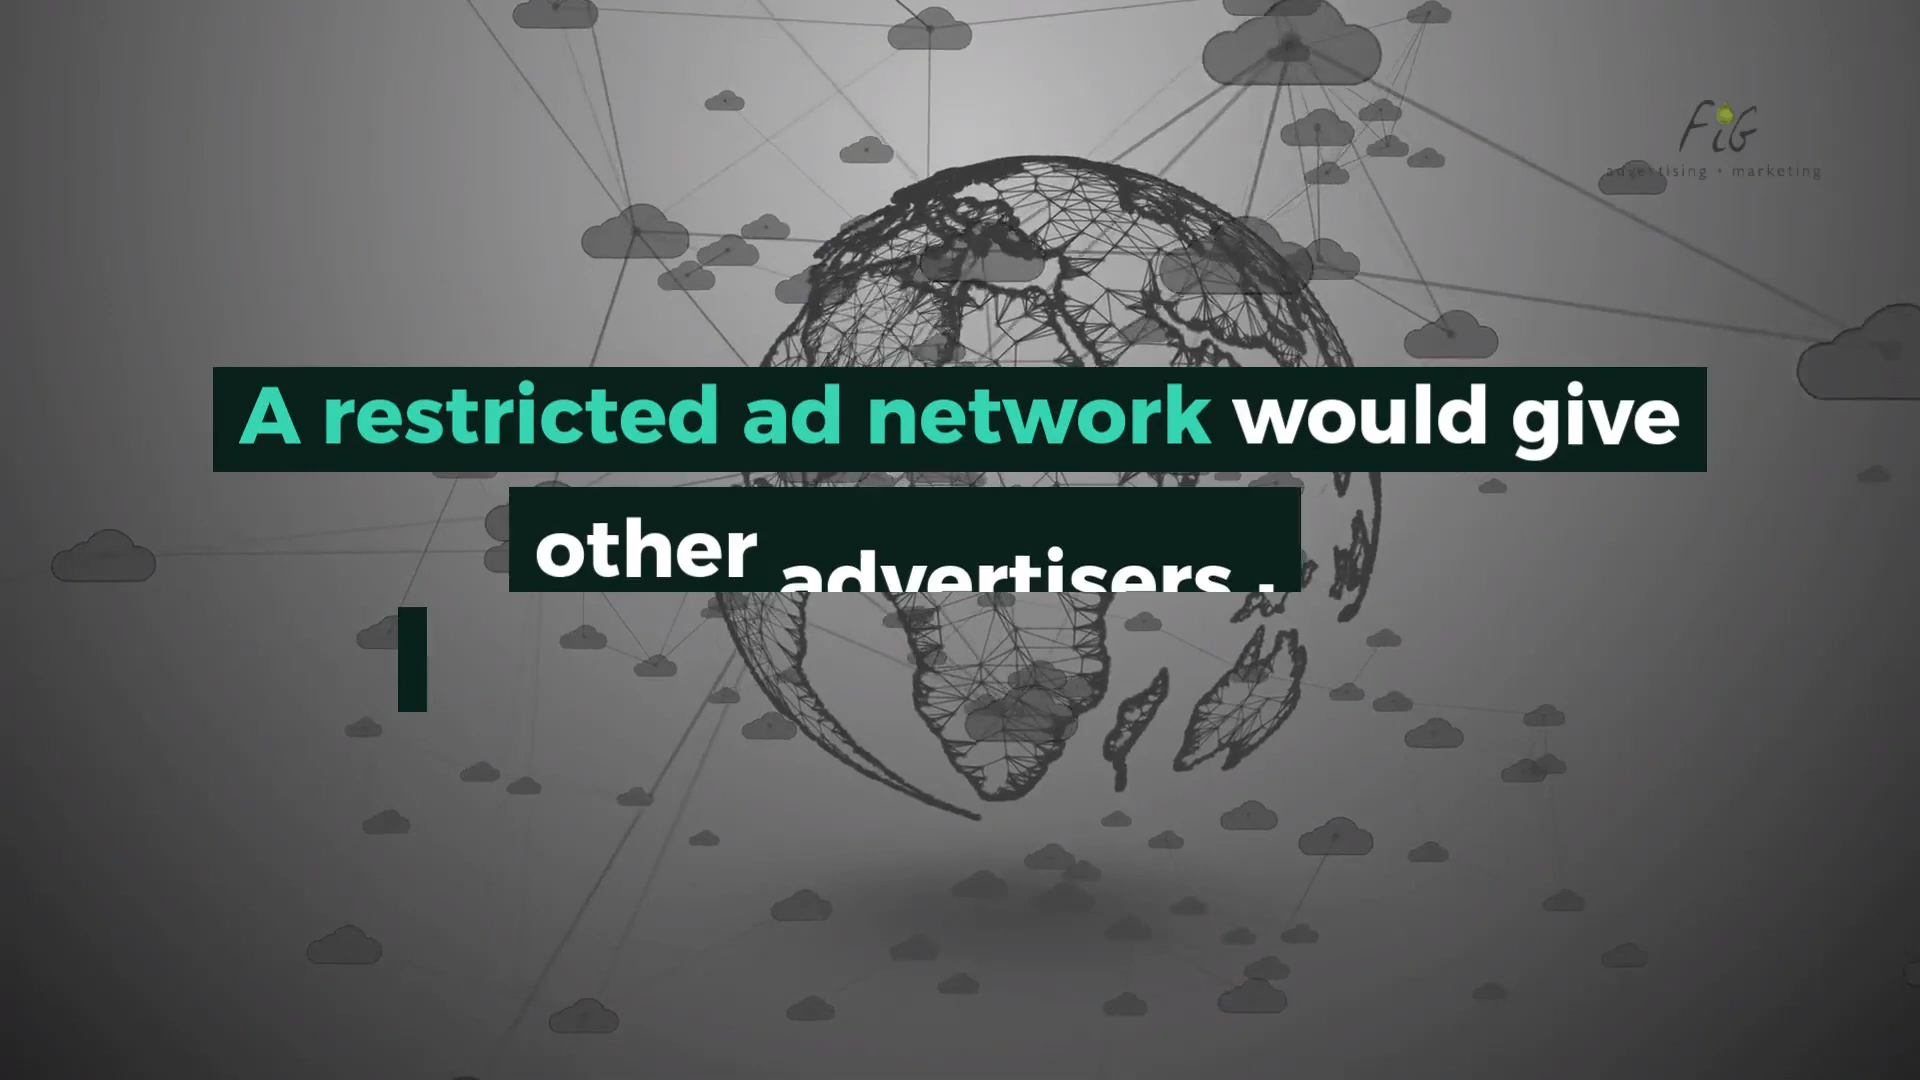 FiG
advertising • marketing
A restricted ad network would give
other advertisers